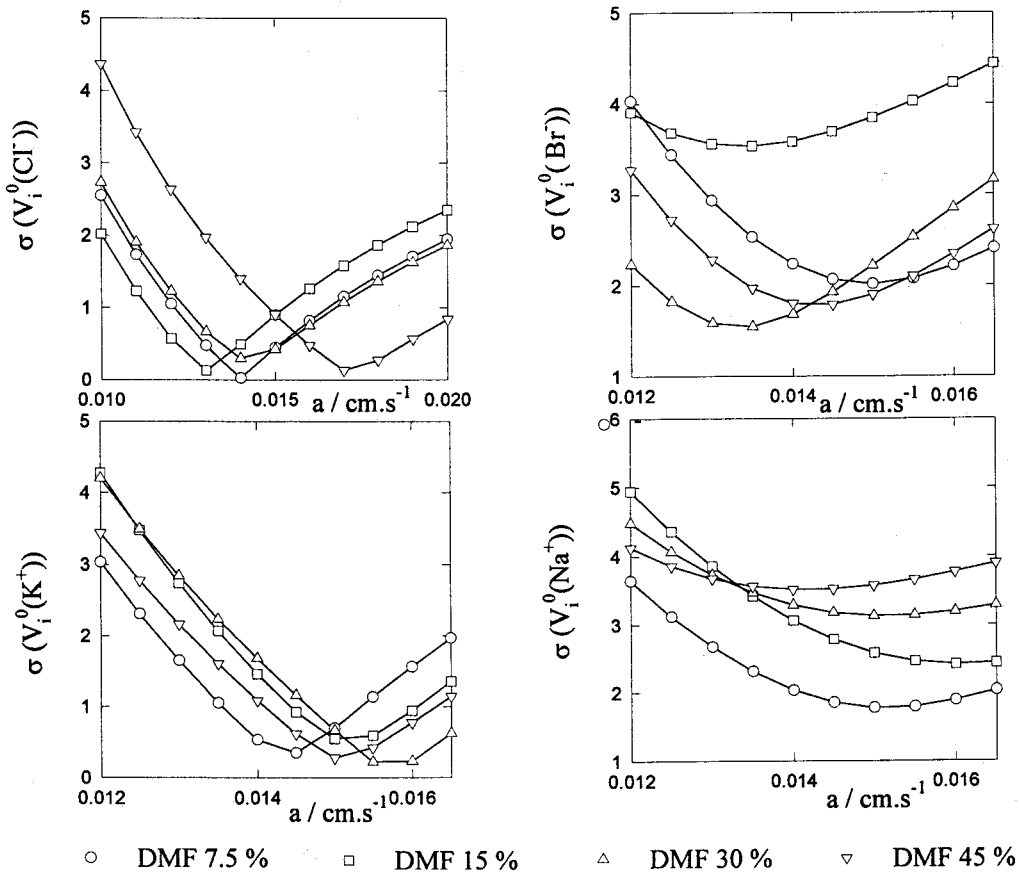 5
4
3
2
1
0
σ (V_i^0(Cl^-))
0.010
0.015
0.020
a / cm.s^-1
5
4
3
2
1
σ (V_i^0(Br^-))
0.012
0.014
0.016
a / cm.s^-1
5
4
3
2
1
0
σ (V_i^0(K^+))
0.012
0.014
0.016
a / cm.s^-1
6
5
4
3
2
1
σ (V_i^0(Na^+))
0.012
0.014
0.016
a / cm.s^-1
DMF 7.5 %
DMF 15 %
DMF 30 %
DMF 45 %